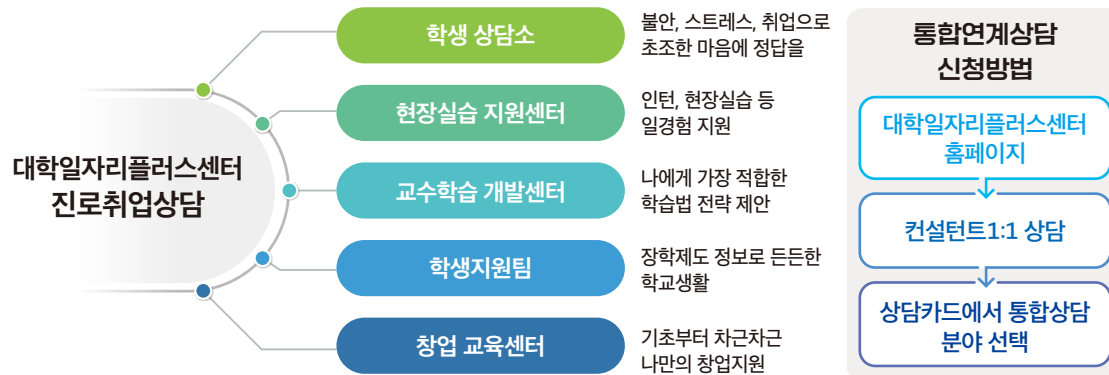 대학일자리플러스센터
진로취업상담
학생 상담소
불안, 스트레스, 취업으로
초조한 마음에 정답을
현장실습 지원센터
인턴, 현장실습 등
일경험 지원
교수학습 개발센터
나에게 가장 적합한
학습법 전략 제안
학생지원팀
장학제도 정보로 든든한
학교생활
창업 교육센터
기초부터 차근차근
나만의 창업지원
통합연계상담
신청방법
대학일자리플러스센터
홈페이지
컨설턴트1:1 상담
상담카드에서 통합상담
분야 선택